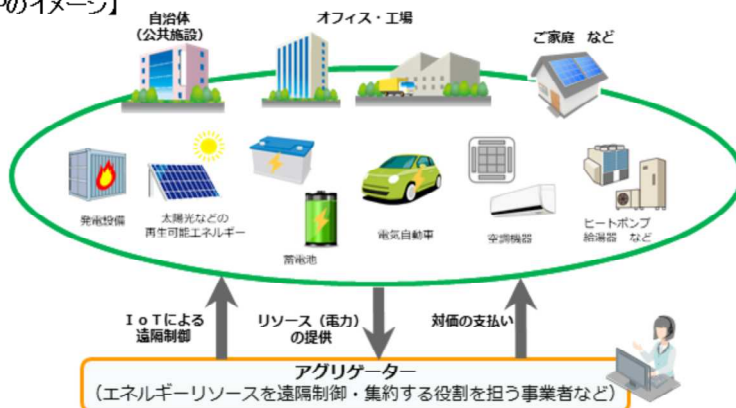 Pのイメージ】
自治体
（公共施設）
オフィス・工場
ご家庭　など
発電設備
太陽光などの
再生可能エネルギー
蓄電池
電気自動車
空調機器
ヒートポンプ
給湯器　など
ＩｏＴによる
遠隔制御
リソース（電力）
の提供
対価の支払い
アグリゲーター
（エネルギーリソースを遠隔制御・集約する役割を担う事業者など）